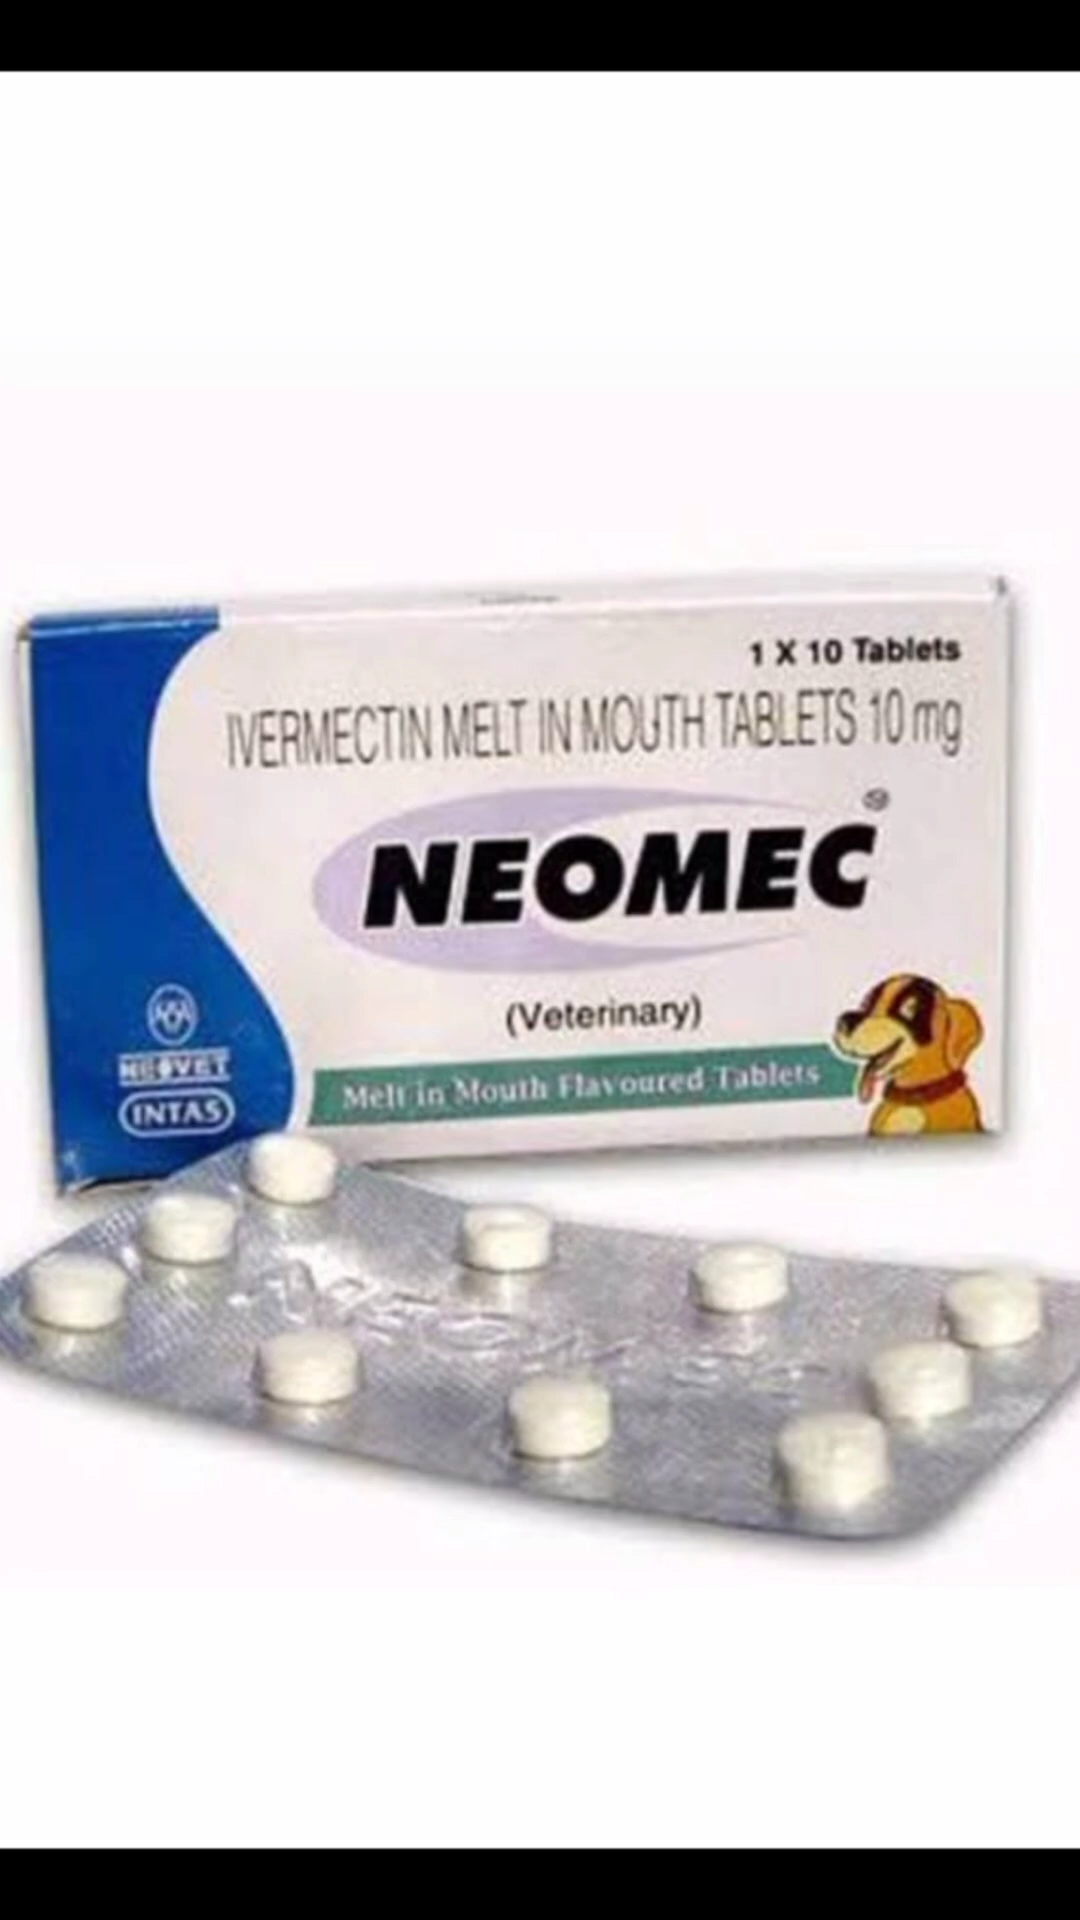 1 X 10 Tablets
IVERMECTIN MELT IN MOUTH TABLETS 10 mg
NEOMEC®
(Veterinary)
Melt in Mouth Flavoured Tablets
NEOVET
INTAS